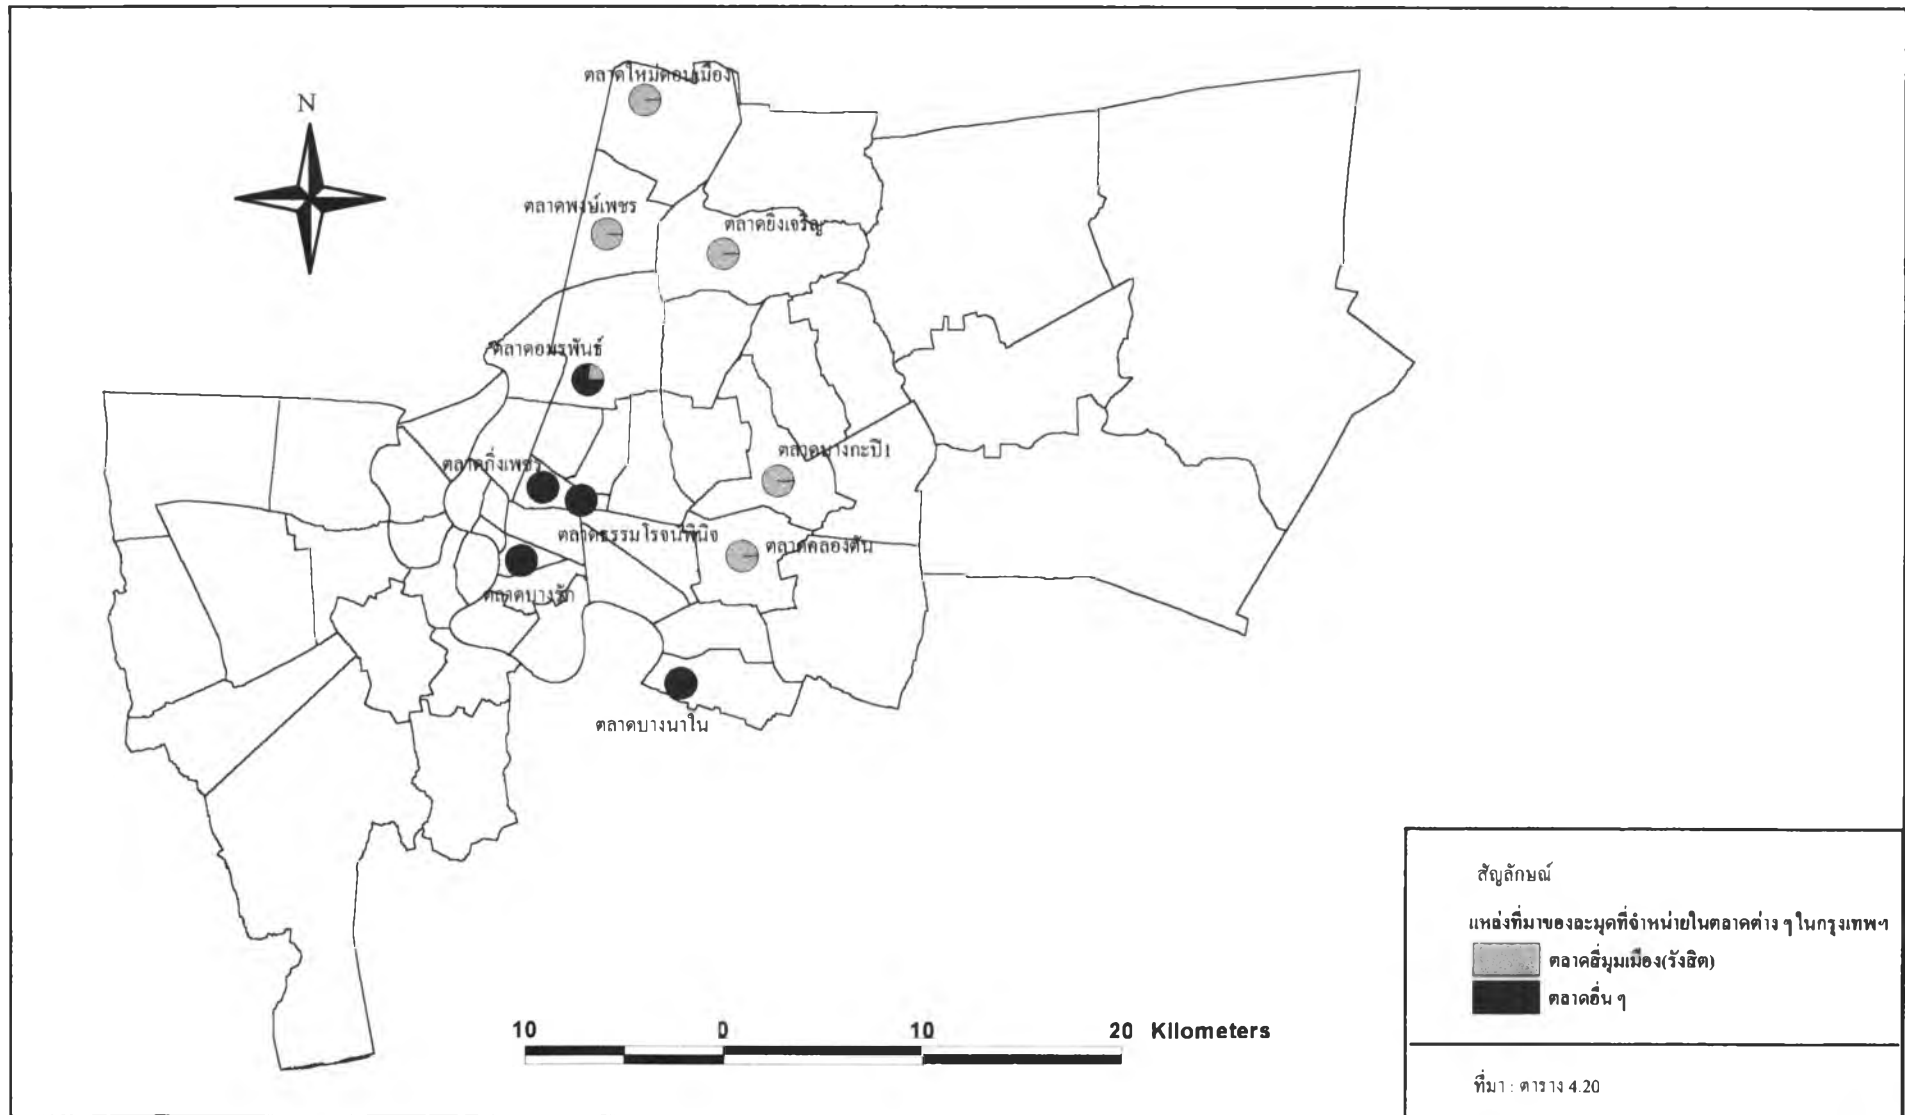 ตลาดใหม่ดอนเมือง
N
ตลาดพงษ์เพชร
ตลาดยิ่งเจริญ
ตลาดอมรพันธ์
ตลาดบางกะปิ1
ตลาดกิ่งเพชร
ตลาดธรรมโรจน์พินิจ
ตลาดคลองตัน
ตลาดบางรัก
ตลาดบางนาใน
สัญลักษณ์
แหล่งที่มาของละมุดที่จำหน่ายในตลาดต่าง ๆ ในกรุงเทพฯ
ตลาดสี่มุมเมือง(รังสิต)
ตลาดอื่น ๆ
10 0 10 20 Kilometers
ที่มา : ตาราง 4.20